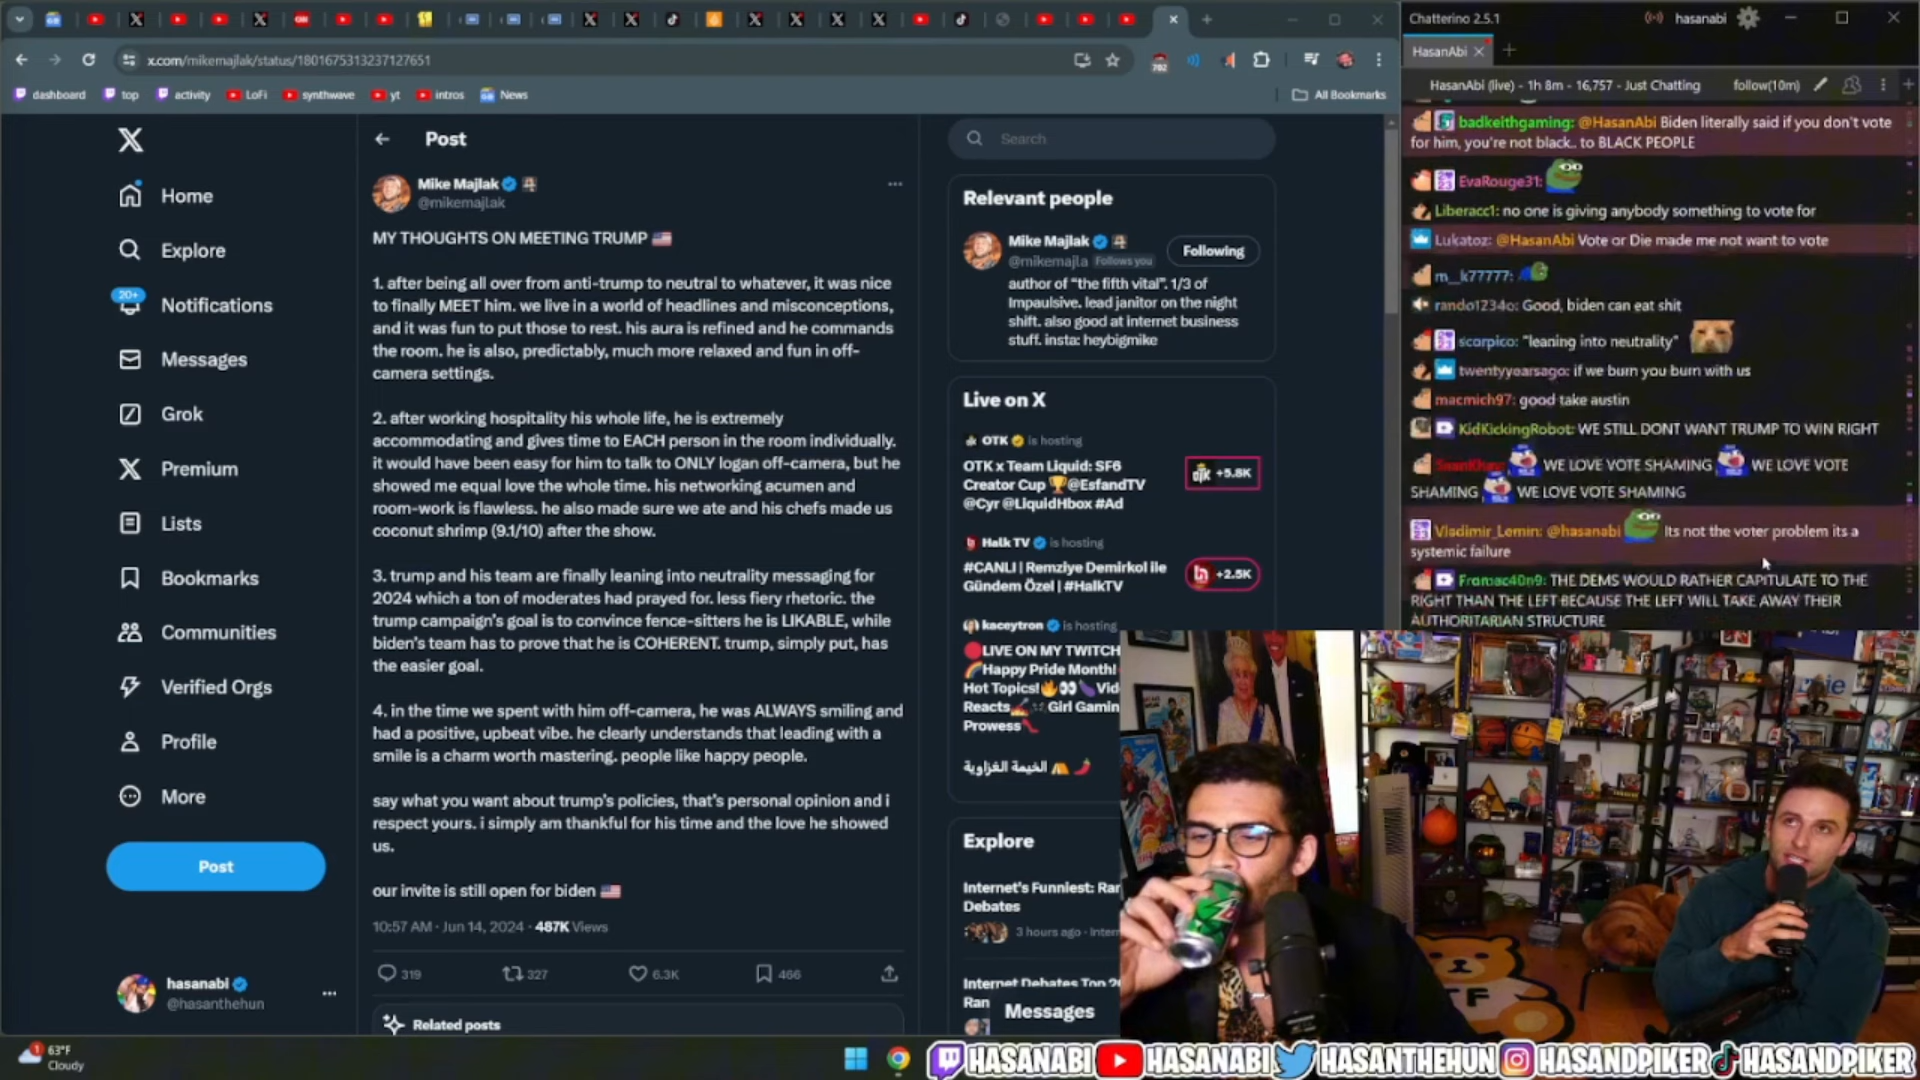 x.com/mikemajlak/status/1801675313237127651
dashboard
top
activity
LoFi
synthwave
yt
intros
News
All Bookmarks
Home
Explore
20+
Notifications
Messages
Grok
Premium
Lists
Bookmarks
Communities
Verified Orgs
Profile
More
Post
hasanabi
@hasanthehun
Post
Mike Majlak
@mikemajlak
MY THOUGHTS ON MEETING TRUMP
1. after being all over from anti-trump to neutral to whatever, it was nice
to finally MEET him. we live in a world of headlines and misconceptions,
and it was fun to put those to rest. his aura is refined and he commands
the room. he is also, predictably, much more relaxed and fun in off-
camera settings.
2. after working hospitality his whole life, he is extremely
accommodating and gives time to EACH person in the room individually.
it would have been easy for him to talk to ONLY logan off-camera, but he
showed me equal love the whole time. his networking acumen and
room-work is flawless. he also made sure we ate and his chefs made us
coconut shrimp (9.1/10) after the show.
3. trump and his team are finally leaning into neutrality messaging for
2024 which a ton of moderates had prayed for. less fiery rhetoric. the
trump campaign's goal is to convince fence-sitters he is LIKABLE, while
biden's team has to prove that he is COHERENT. trump, simply put, has
the easier goal.
4. in the time we spent with him off-camera, he was ALWAYS smiling and
had a positive, upbeat vibe. he clearly understands that leading with a
smile is a charm worth mastering. people like happy people.
say what you want about trump's policies, that's personal opinion and i
respect yours. i simply am thankful for his time and the love he showed
us.
our invite is still open for biden
10:57 AM · Jun 14, 2024 · 487K Views
319
327
6.3K
466
Related posts
Search
Relevant people
Mike Majlak
@mikemajla Follows you
Following
author of "the fifth vital". 1/3 of
Impaulsive. lead janitor on the night
shift. also good at internet business
stuff. insta: heybigmike
Live on X
OTK is hosting
OTK x Team Liquid: SF6
Creator Cup @EsfandTV
@Cyr @LiquidHbox #Ad
+5.8K
Halk TV is hosting
#CANLI | Remziye Demirkol ile
Gündem Özel | #HalkTV
+2.5K
kaceytron is hosting
LIVE ON MY TWITCH
Happy Pride Month!
Hot Topics! Vid
Reacts Girl Gamin
Prowess
الخيمة الغزاوية
Explore
Internet's Funniest: Rar
Debates
3 hours ago · Intern
Internet Debates Top
Ran
Messages
Chatterino 2.5.1
hasanabi
HasanAbi
HasanAbi (live) - 1h 8m - 16,757 - Just Chatting
follow(10m)
badkeithgaming: @HasanAbi Biden literally said if you don't vote
for him, you're not black.. to BLACK PEOPLE
EvaRouge31:
Liberacc1: no one is giving anybody something to vote for
Lukatoz: @HasanAbi Vote or Die made me not want to vote
m__k77777:
rando1234o: Good, biden can eat shit
scorpico: "leaning into neutrality"
twentyyearsago: if we burn you burn with us
macmich97: good take austin
KidKickingRobot: WE STILL DONT WANT TRUMP TO WIN RIGHT
WE LOVE VOTE SHAMING WE LOVE VOTE
SHAMING WE LOVE VOTE SHAMING
Vladimir_Lemin: @hasanabi Its not the voter problem its a
systemic failure
Framac40n9: THE DEMS WOULD RATHER CAPITULATE TO THE
RIGHT THAN THE LEFT BECAUSE THE LEFT WILL TAKE AWAY THEIR
AUTHORITARIAN STRUCTURE
63°F
Cloudy
HASANABI HASANABI HASANTHEHUN HASANDPIKER HASANDPIKER